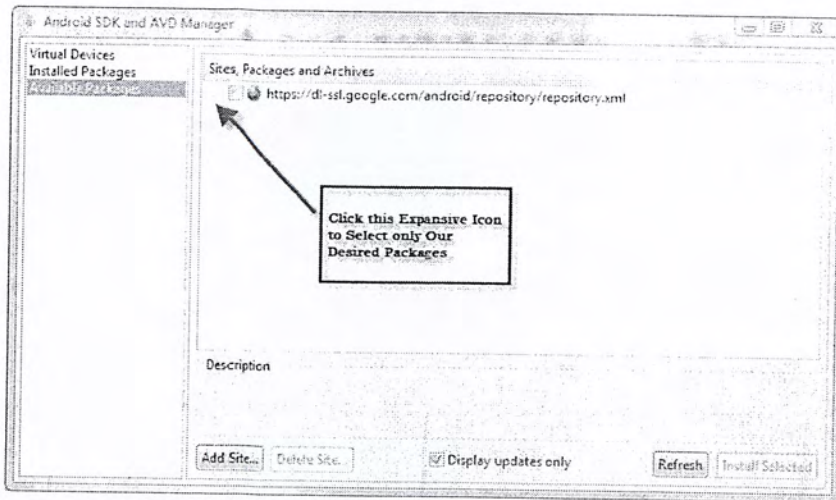 Android SDK and AVD Manager
Virtual Devices
Installed Packages
Available Packages
Sites, Packages and Archives
https://dl-ssl.google.com/android/repository/repository.xml
Click this Expansive Icon
to Select only Our
Desired Packages
Description
Add Site...
Delete Site...
Display updates only
Refresh
Install Selected